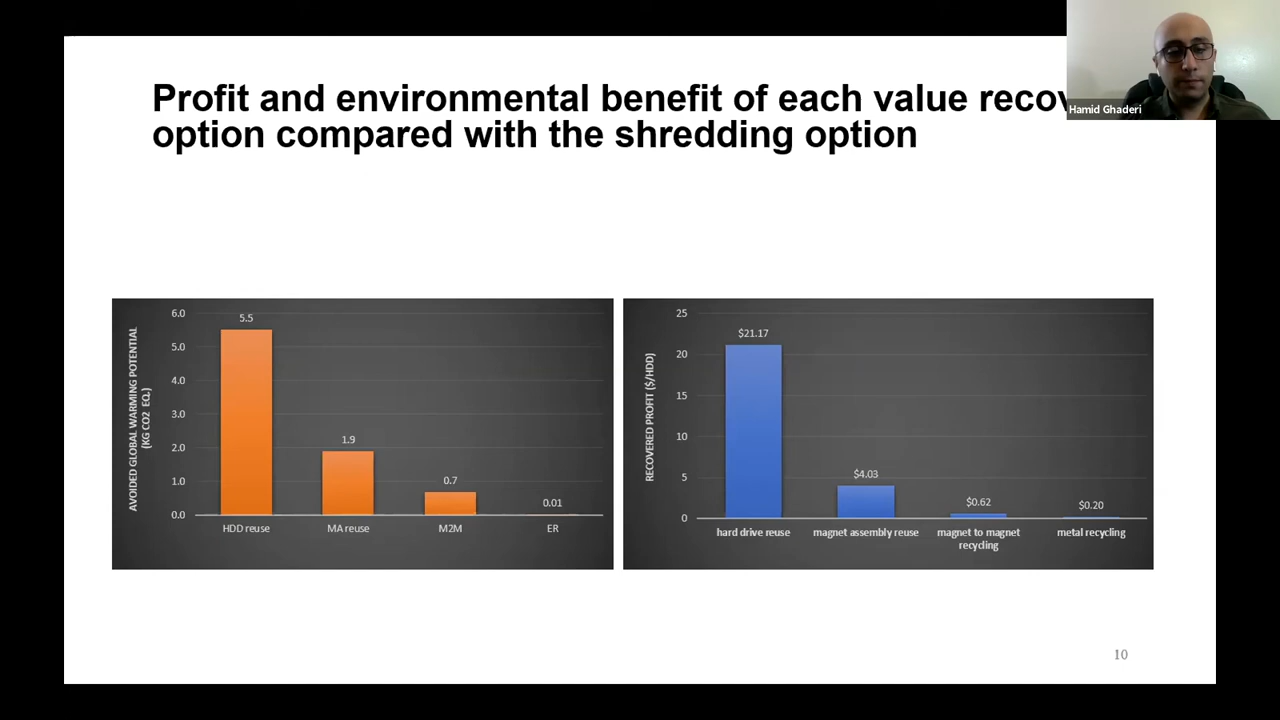 Profit and environmental benefit of each value
option compared with the shredding option
Hamid Ghaderi
AVOIDED GLOBAL WARMING POTENTIAL
(KG CO2 EQ.)
6.0
5.0
4.0
3.0
2.0
1.0
0.0
5.5
1.9
0.7
0.01
HDD reuse
MA reuse
M2M
ER
RECOVERED PROFIT ($/HDD)
25
20
15
10
5
0
$21.17
$4.03
$0.62
$0.20
hard drive reuse
magnet assembly reuse
magnet to magnet
recycling
metal recycling
10